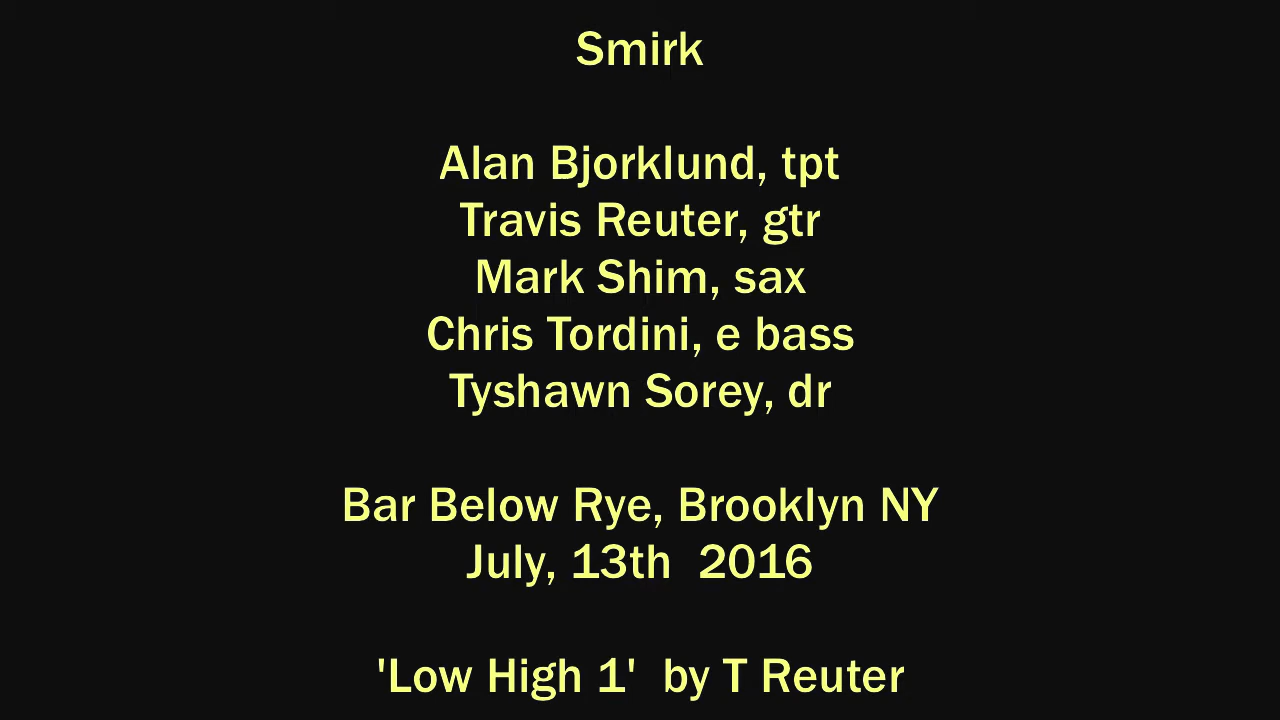 Smirk
Alan Bjorklund, tpt
Travis Reuter, gtr
Mark Shim, sax
Chris Tordini, e bass
Tyshawn Sorey, dr
Bar Below Rye, Brooklyn NY
July, 13th  2016
'Low High 1'  by T Reuter